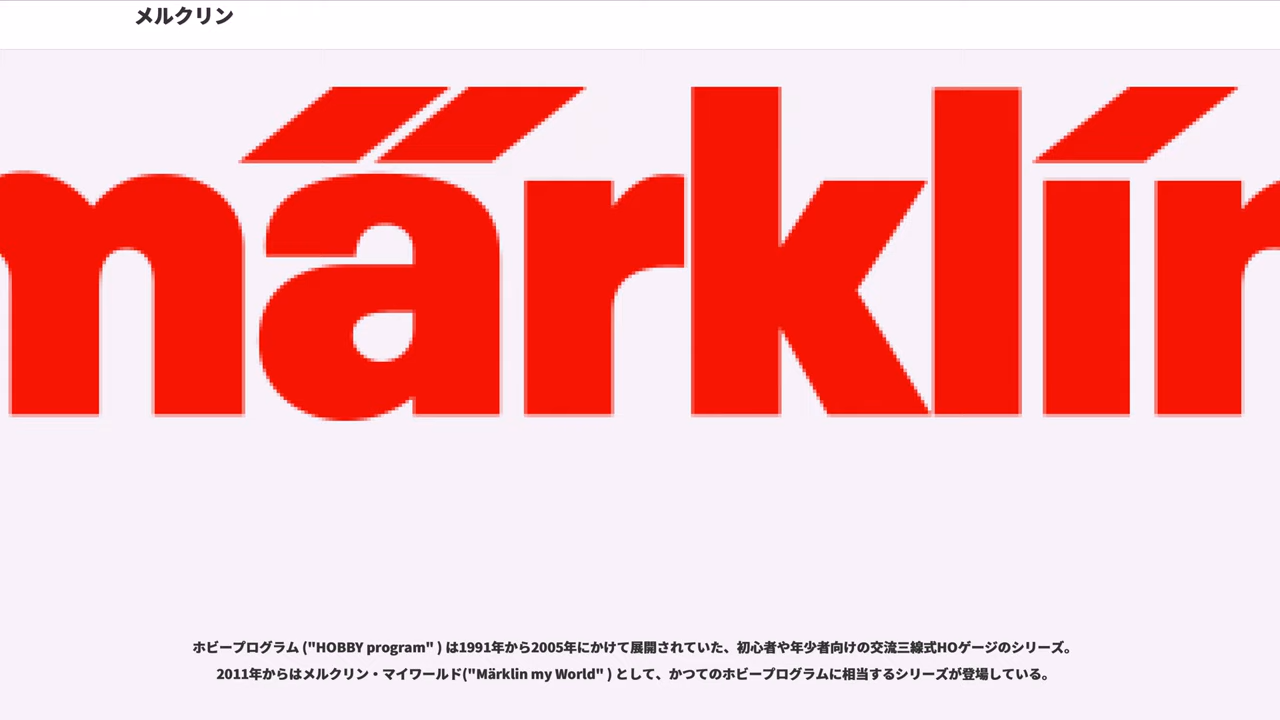 メルクリン
märklin
ホビープログラム ("HOBBY program" ) は1991年から2005年にかけて展開されていた、初心者や年少者向けの交流三線式HOゲージのシリーズ。
2011年からはメルクリン・マイワールド("Märklin my World" ) として、かつてのホビープログラムに相当するシリーズが登場している。